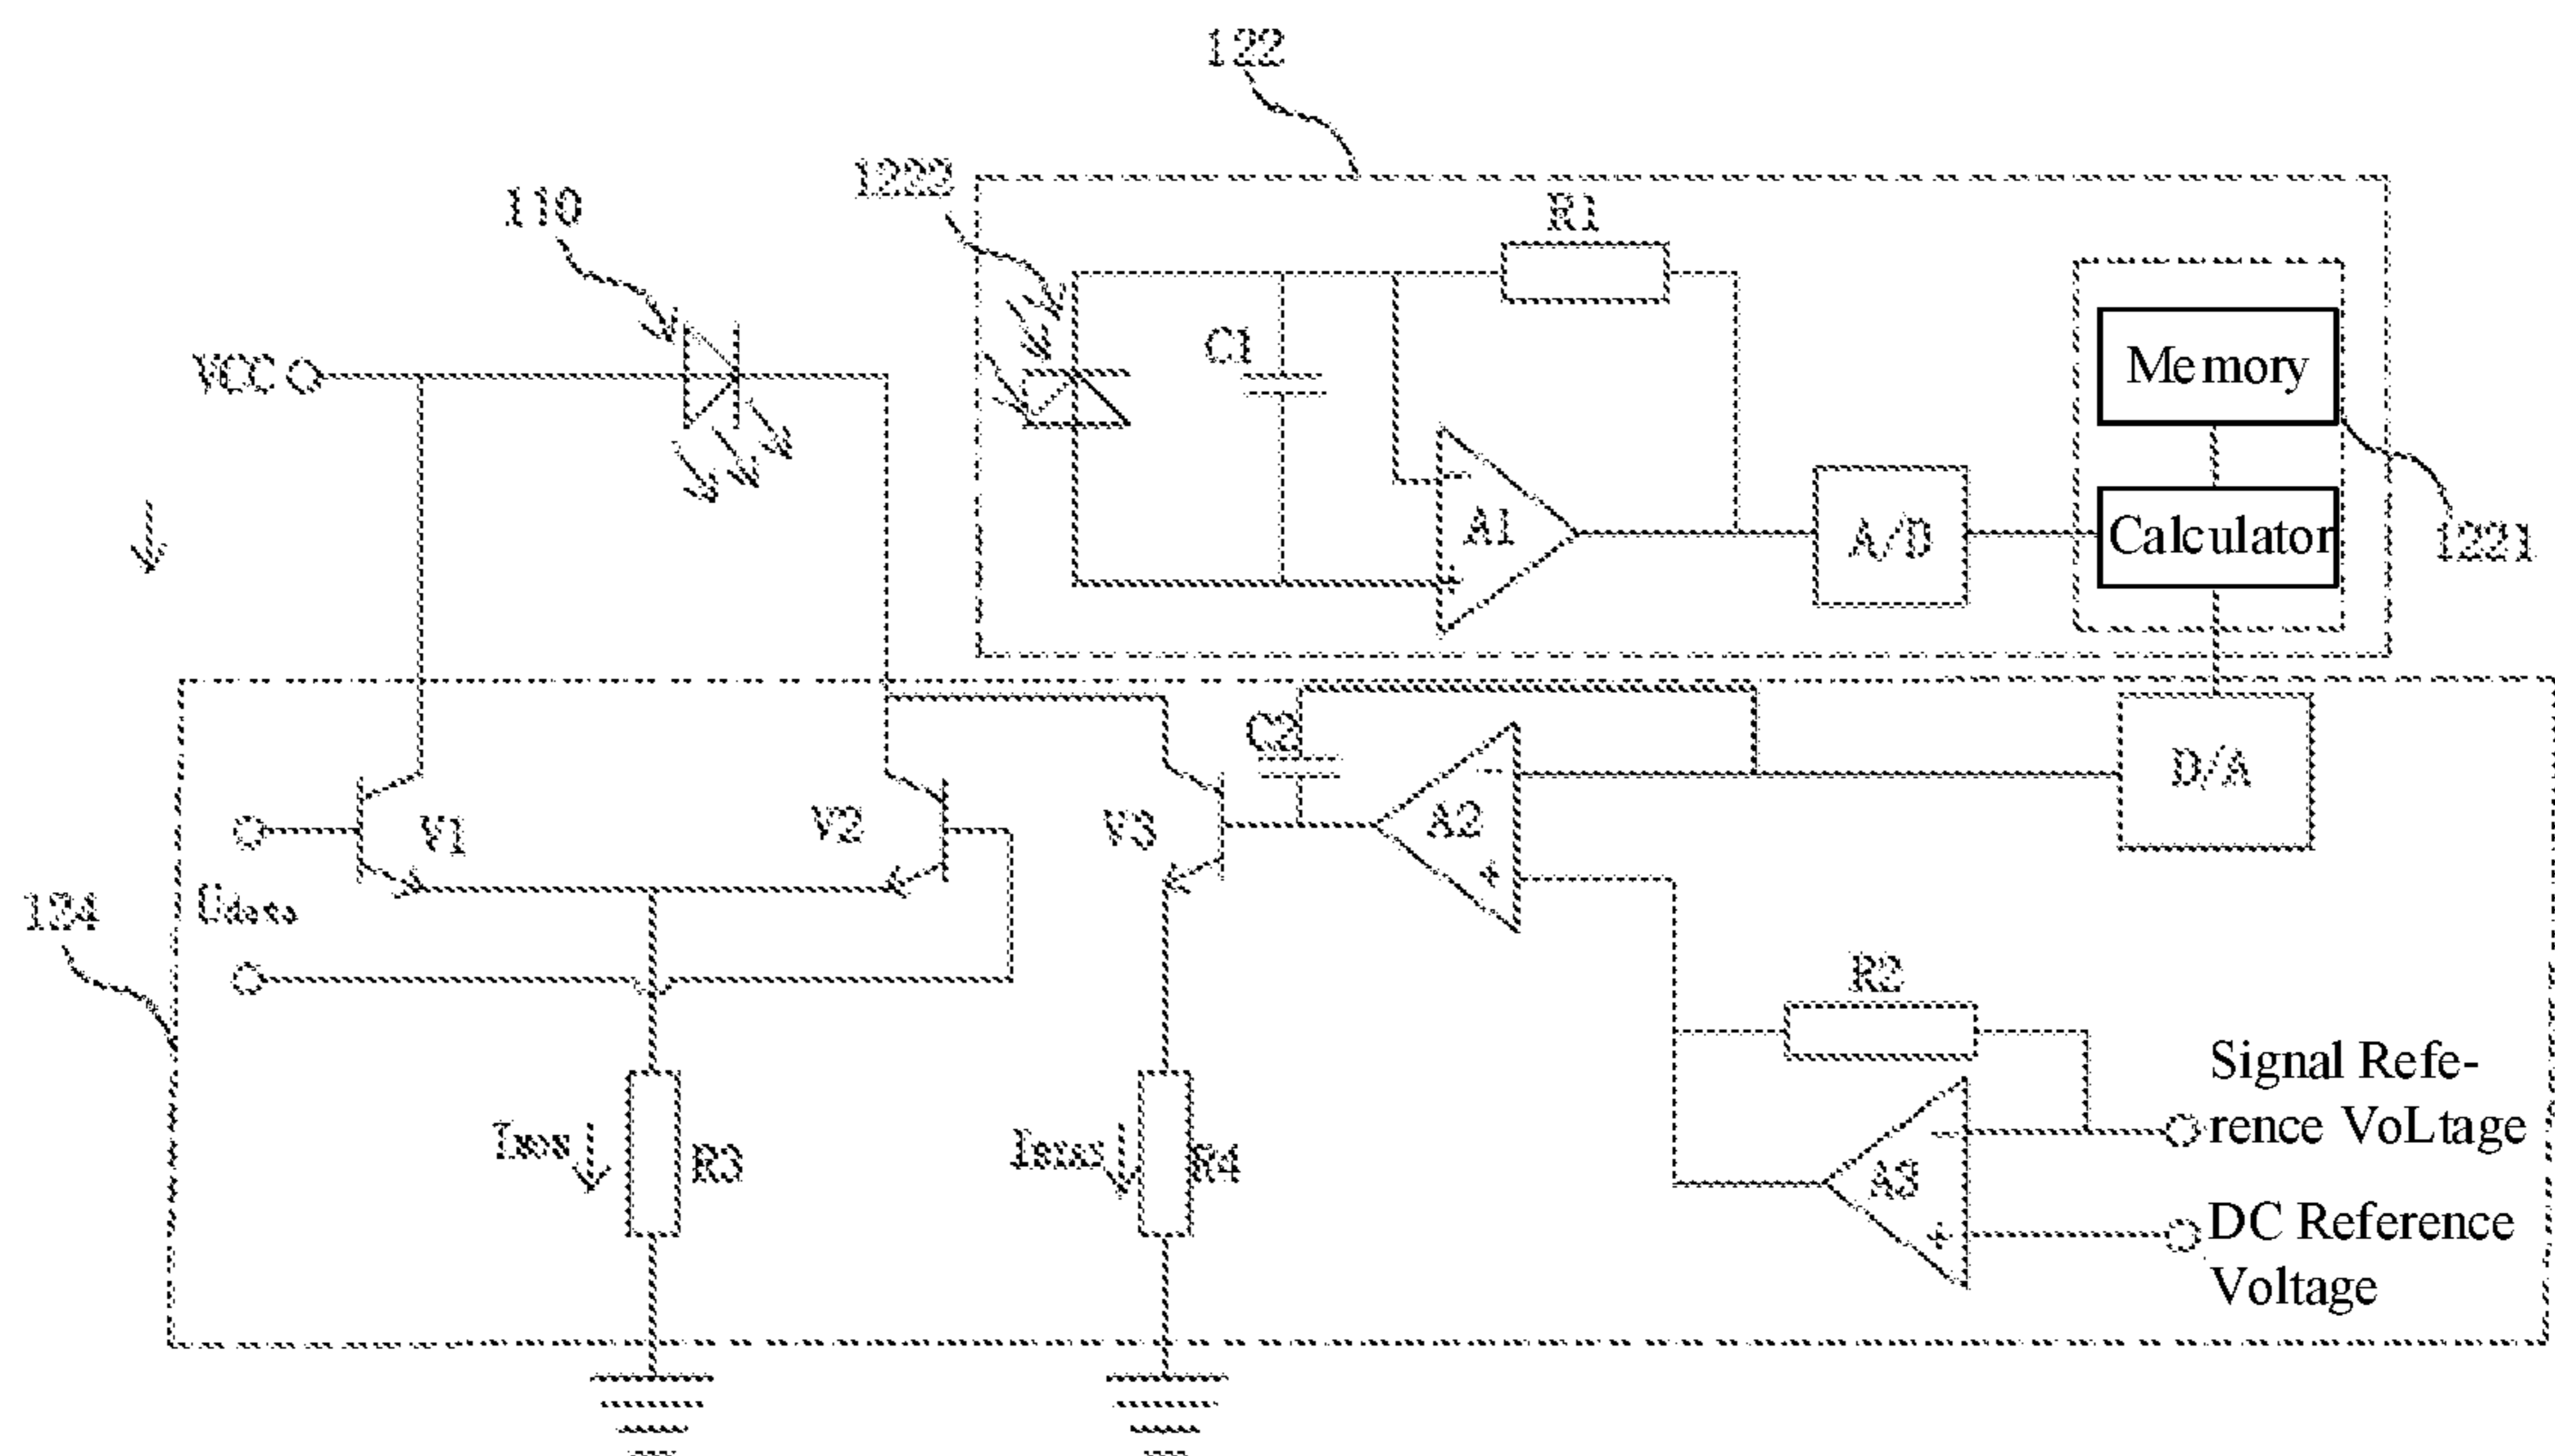 122
1222
110
R1
C1
VCC
Memory
A1
A/D
Calculator
1221
C2
D/A
V1
V2
V3
A2
124
R2
Signal Refe-
rence VoLtage
R3
R4
A3
DC Reference
Voltage